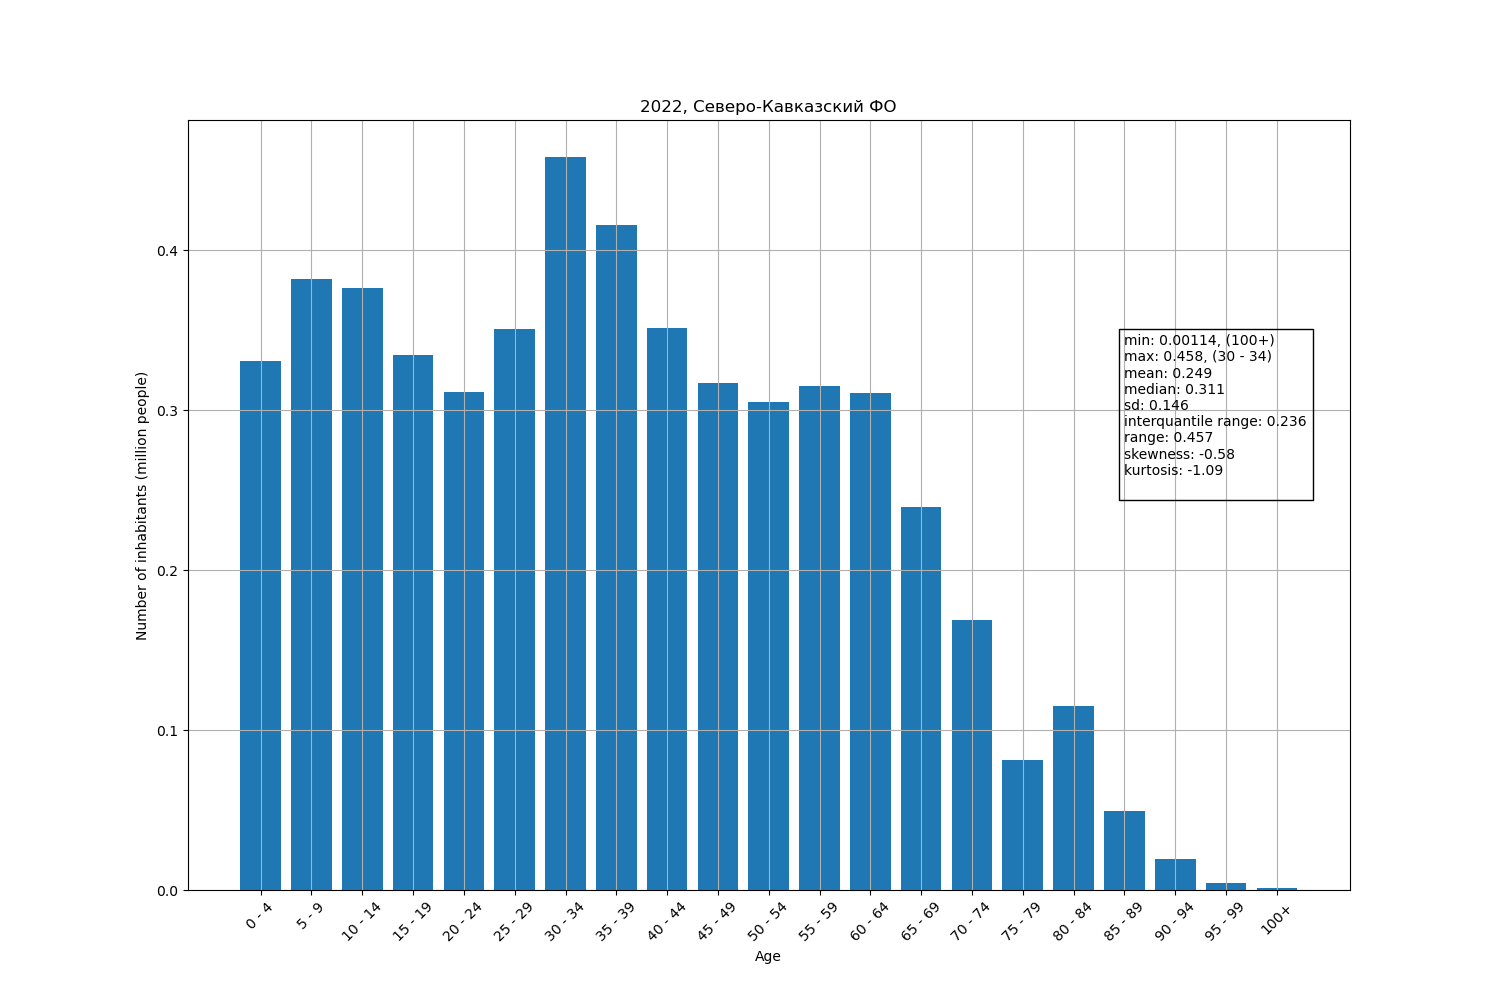 2022, Северо-Кавказский ФО
Number of inhabitants (million people)
0.4
0.3
0.2
0.1
0.0
min: 0.00114, (100+)
max: 0.458, (30 - 34)
mean: 0.249
median: 0.311
sd: 0.146
interquantile range: 0.236
range: 0.457
skewness: -0.58
kurtosis: -1.09
0 - 4
5 - 9
10 - 14
15 - 19
20 - 24
25 - 29
30 - 34
35 - 39
40 - 44
45 - 49
50 - 54
55 - 59
60 - 64
65 - 69
70 - 74
75 - 79
80 - 84
85 - 89
90 - 94
95 - 99
100+
Age